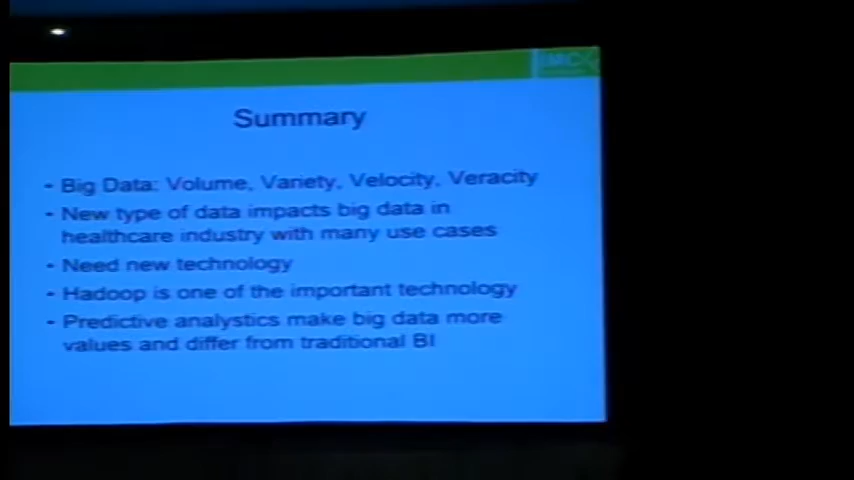 IMC
Summary
- Big Data: Volume, Variety, Velocity, Veracity
- New type of data impacts big data in
healthcare industry with many use cases
- Need new technology
- Hadoop is one of the important technology
- Predictive analystics make big data more
values and differ from traditional BI